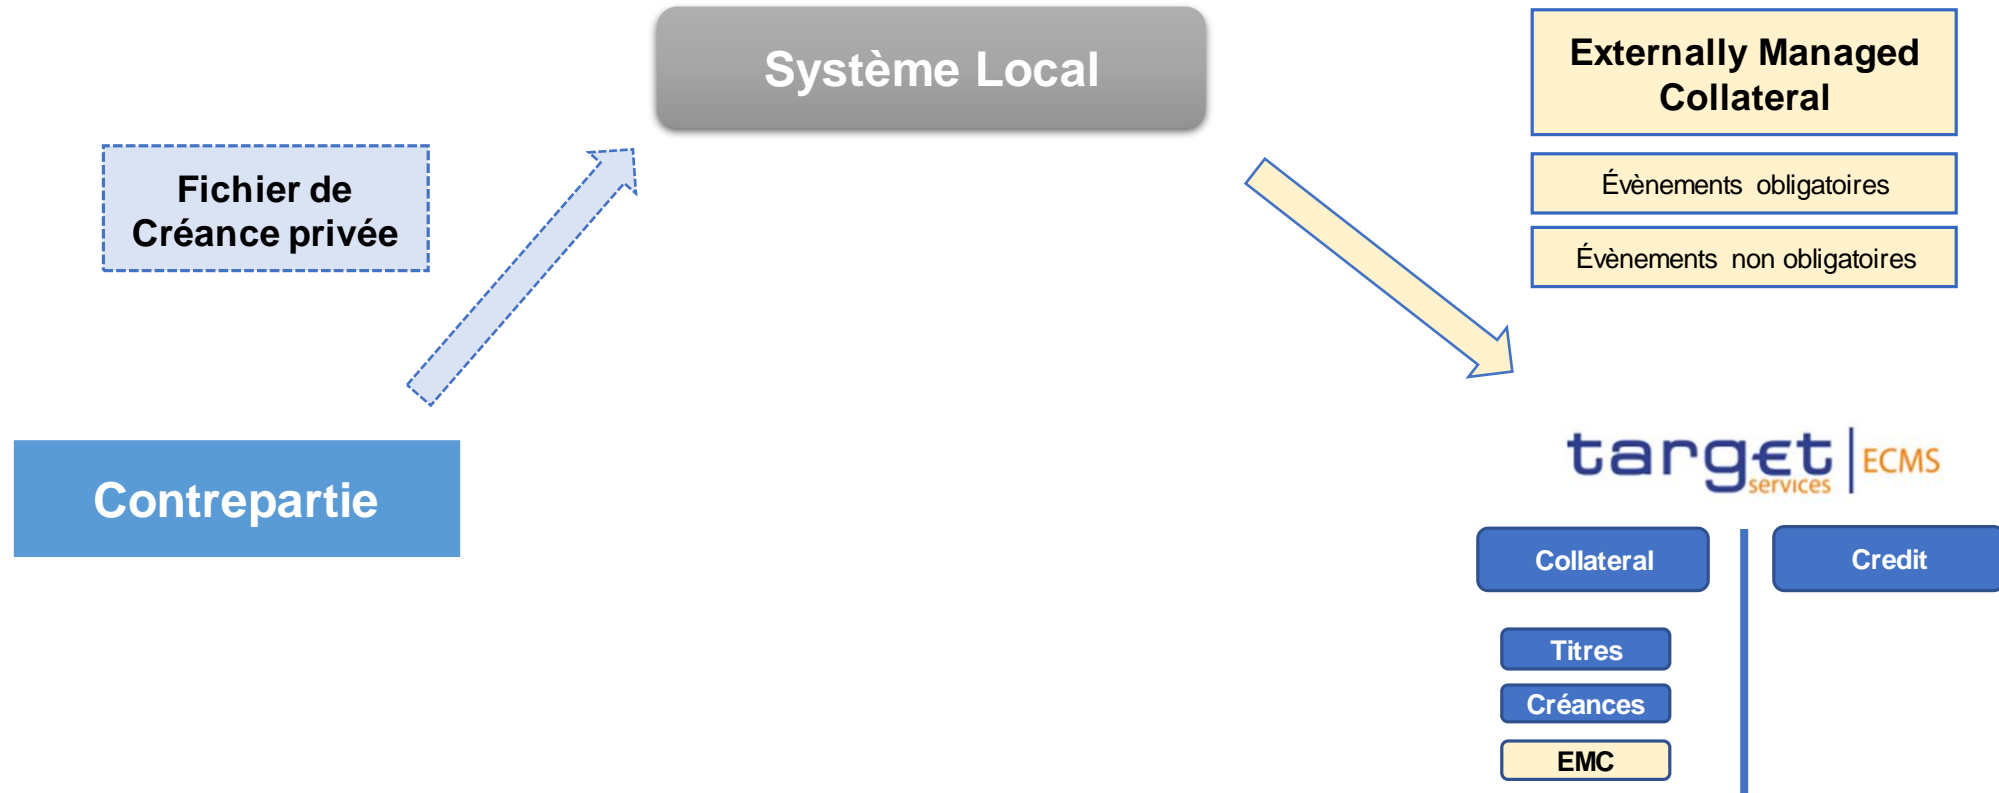 Système Local
Externally Managed
Collateral
Fichier de
Créance privée
Évènements obligatoires
Évènements non obligatoires
Contrepartie
target
services
ECMS
Collateral
Credit
Titres
Créances
EMC